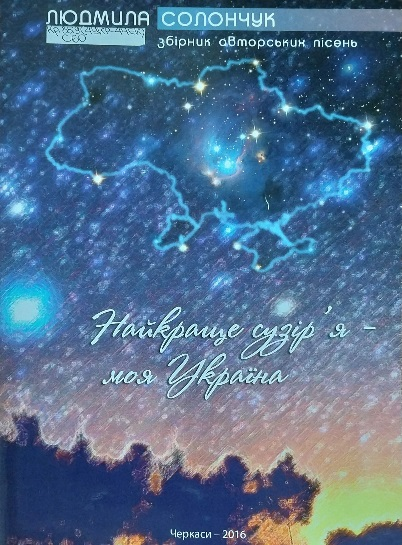 ЛЮДМИЛА СОЛОНЧУК
збірник авторських пісень
Найкраще сузір'я –
моя Україна
Черкаси – 2016